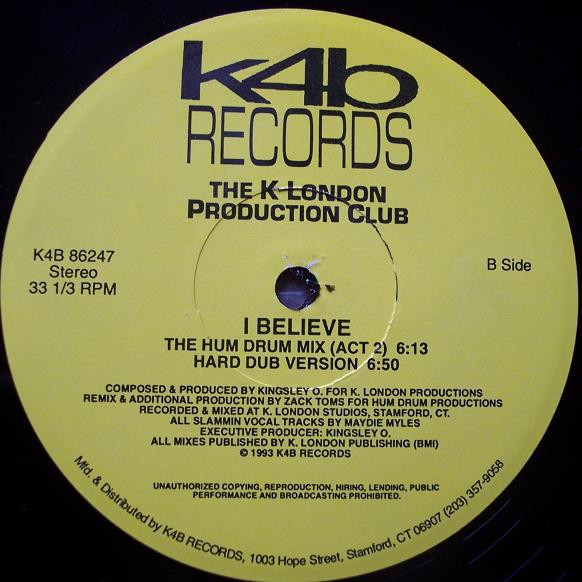 k4b
RECORDS
THE K LONDON
PRODUCTION CLUB
K4B 86247
Stereo
33 1/3 RPM
B Side
I BELIEVE
THE HUM DRUM MIX (ACT 2) 6:13
HARD DUB VERSION 6:50
COMPOSED & PRODUCED BY KINGSLEY O. FOR K. LONDON PRODUCTIONS
REMIX & ADDITIONAL PRODUCTION BY ZACK TOMS FOR HUM DRUM PRODUCTIONS
RECORDED & MIXED AT K. LONDON STUDIOS, STAMFORD, CT.
ALL SLAMMIN VOCAL TRACKS BY MAYDIE MYLES
EXECUTIVE PRODUCER: KINGSLEY O.
ALL MIXES PUBLISHED BY K. LONDON PUBLISHING (BMI)
© 1993 K4B RECORDS
UNAUTHORIZED COPYING, REPRODUCTION, HIRING, LENDING, PUBLIC
PERFORMANCE AND BROADCASTING PROHIBITED.
Mfd. & Distributed by K4B RECORDS, 1003 Hope Street, Stamford, CT 06907 (203) 357-9058